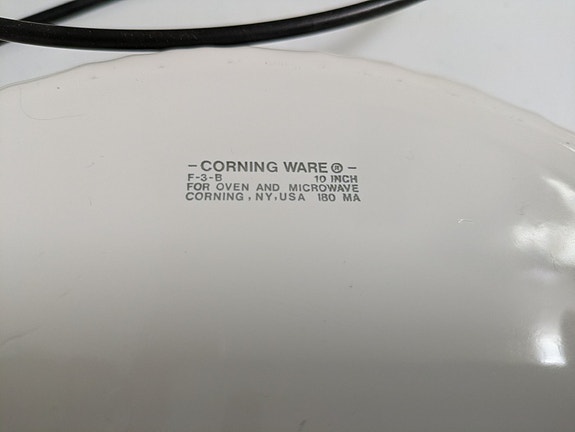 - CORNING WARE ® -
F-3-B 10 INCH
FOR OVEN AND MICROWAVE
CORNING, NY, USA 180 MA